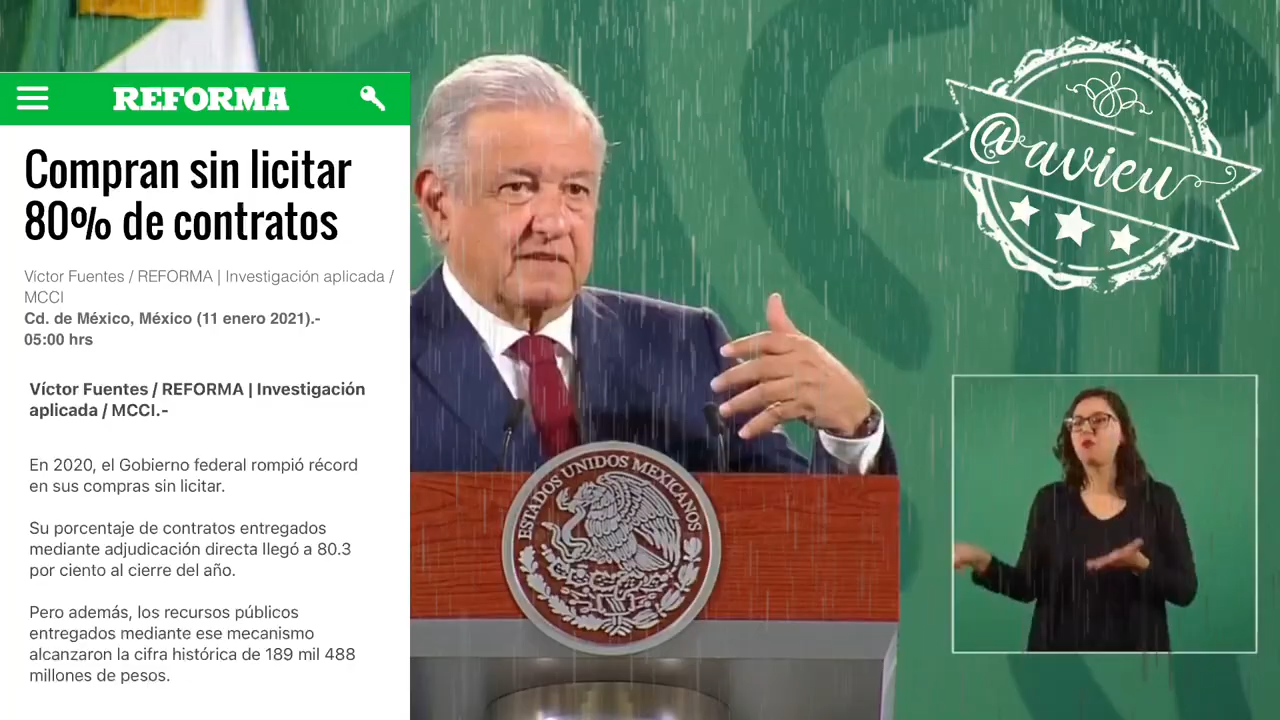 REFORMA
Compran sin licitar
80% de contratos
Víctor Fuentes / REFORMA | Investigación aplicada /
MCCI
Cd. de México, México (11 enero 2021).-
05:00 hrs
Víctor Fuentes / REFORMA | Investigación
aplicada / MCCI.-
En 2020, el Gobierno federal rompió récord
en sus compras sin licitar.
Su porcentaje de contratos entregados
mediante adjudicación directa llegó a 80.3
por ciento al cierre del año.
Pero además, los recursos públicos
entregados mediante ese mecanismo
alcanzaron la cifra histórica de 189 mil 488
millones de pesos.
ESTADOS UNIDOS MEXICANOS
@avieu